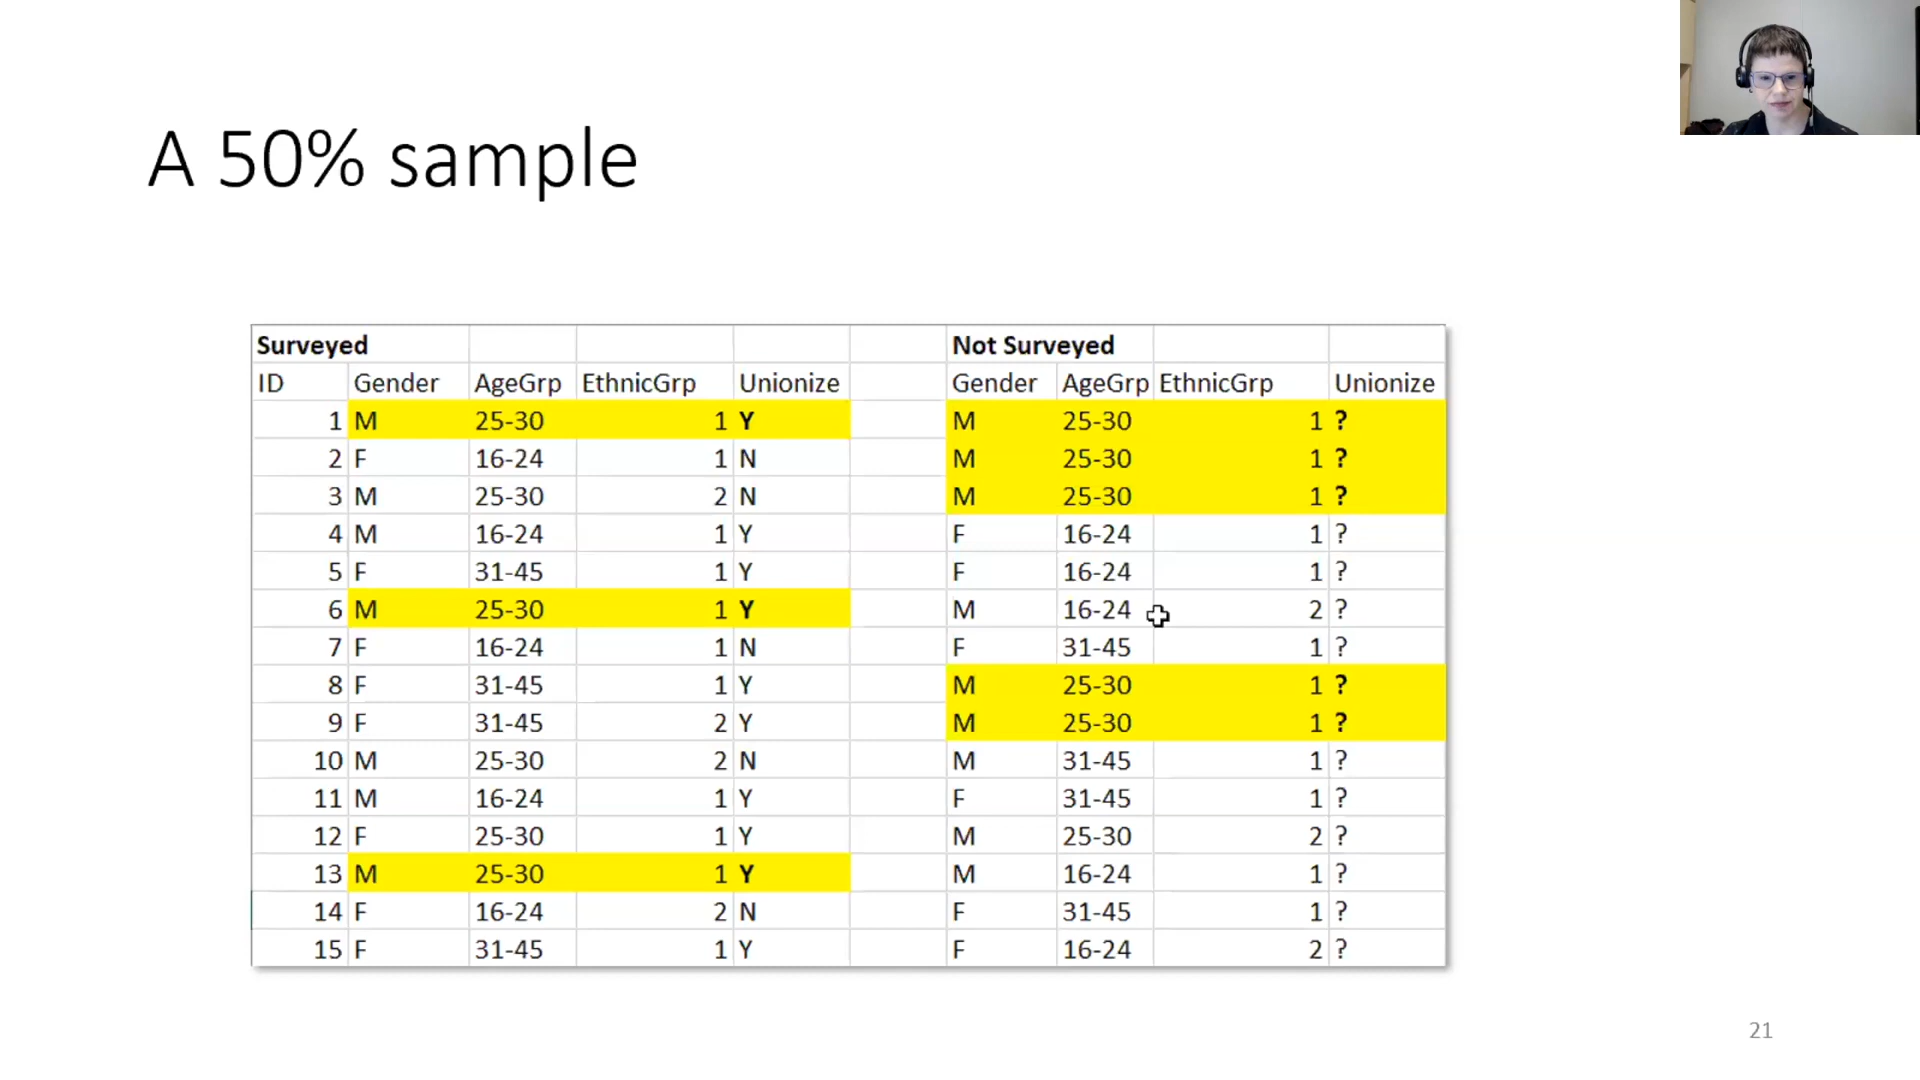 A 50% sample
Surveyed Not Surveyed
ID Gender AgeGrp EthnicGrp Unionize Gender AgeGrp EthnicGrp Unionize
1 M 25-30 1 Y M 25-30 1 ?
2 F 16-24 1 N M 25-30 1 ?
3 M 25-30 2 N M 25-30 1 ?
4 M 16-24 1 Y F 16-24 1 ?
5 F 31-45 1 Y F 16-24 1 ?
6 M 25-30 1 Y M 16-24 2 ?
7 F 16-24 1 N F 31-45 1 ?
8 F 31-45 1 Y M 25-30 1 ?
9 F 31-45 2 Y M 25-30 1 ?
10 M 25-30 2 N M 31-45 1 ?
11 M 16-24 1 Y F 31-45 1 ?
12 F 25-30 1 Y M 25-30 2 ?
13 M 25-30 1 Y M 16-24 1 ?
14 F 16-24 2 N F 31-45 1 ?
15 F 31-45 1 Y F 16-24 2 ?
21